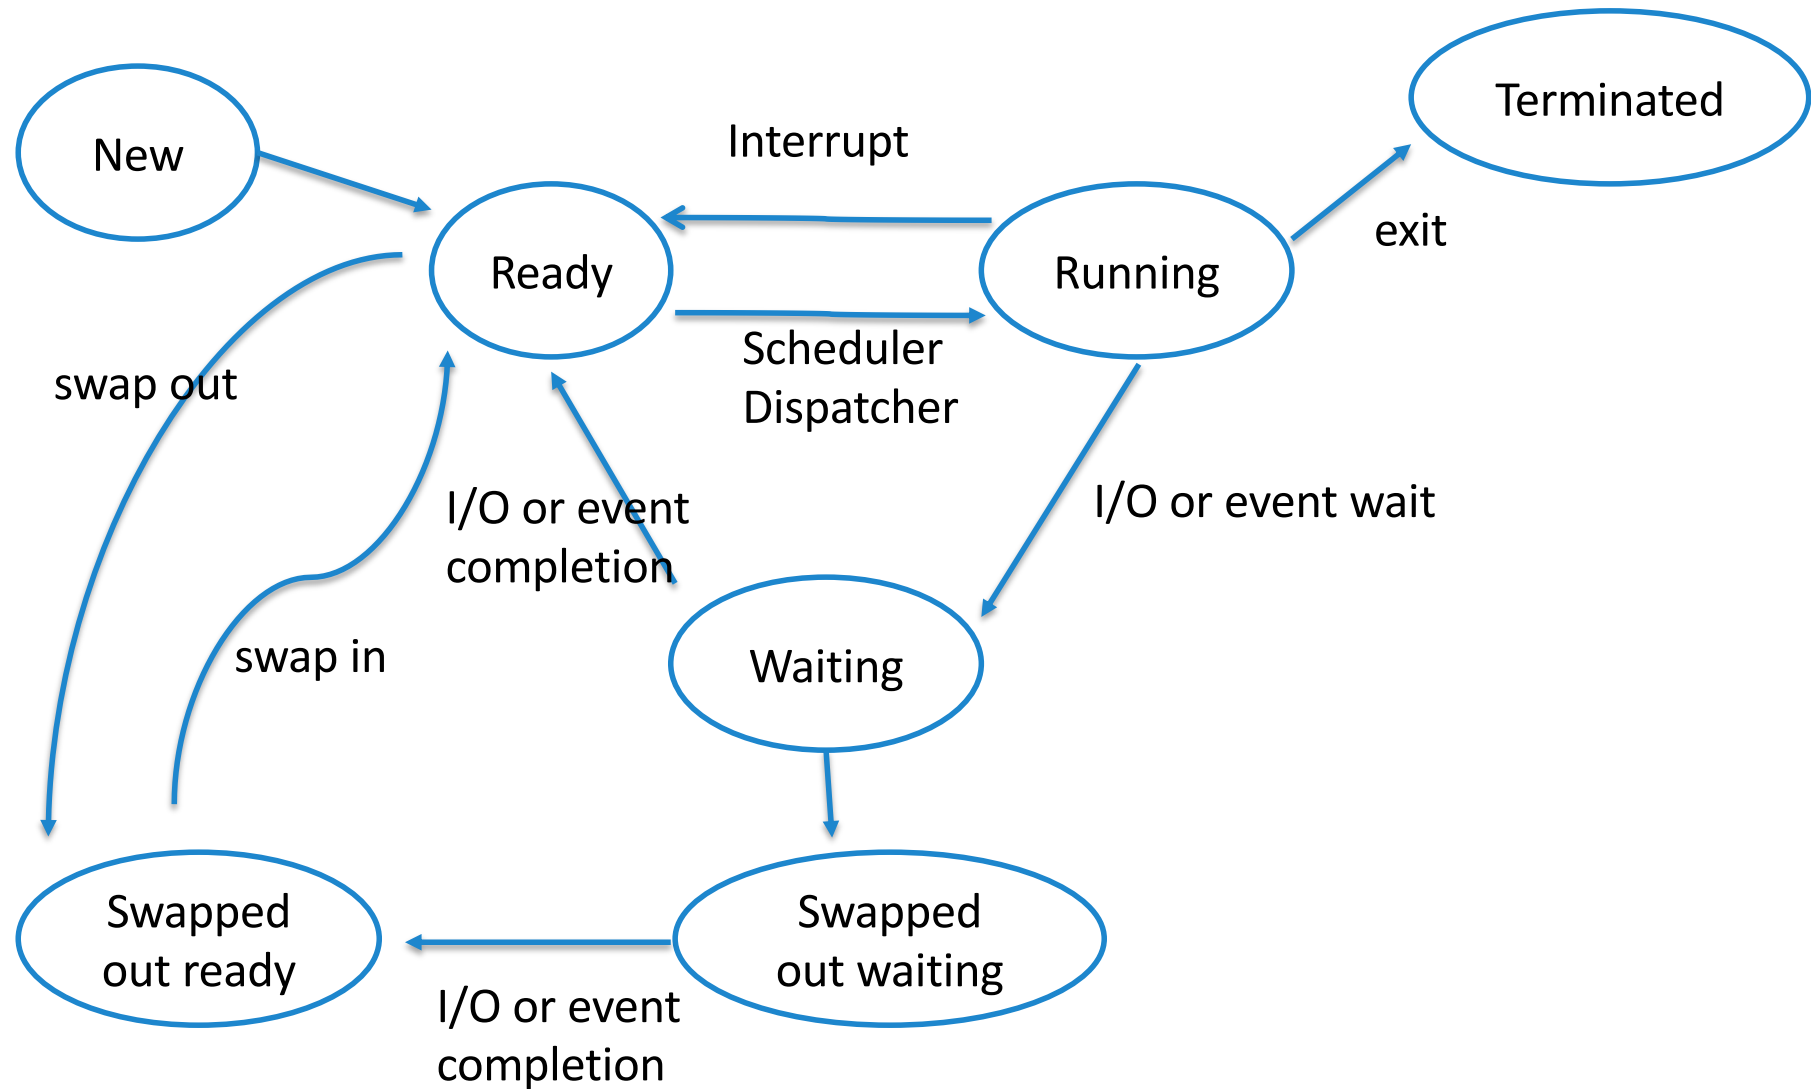 New
Terminated
Interrupt
exit
Ready
Running
Scheduler
Dispatcher
swap out
I/O or event
completion
I/O or event wait
swap in
Waiting
Swapped
out ready
Swapped
out waiting
I/O or event
completion